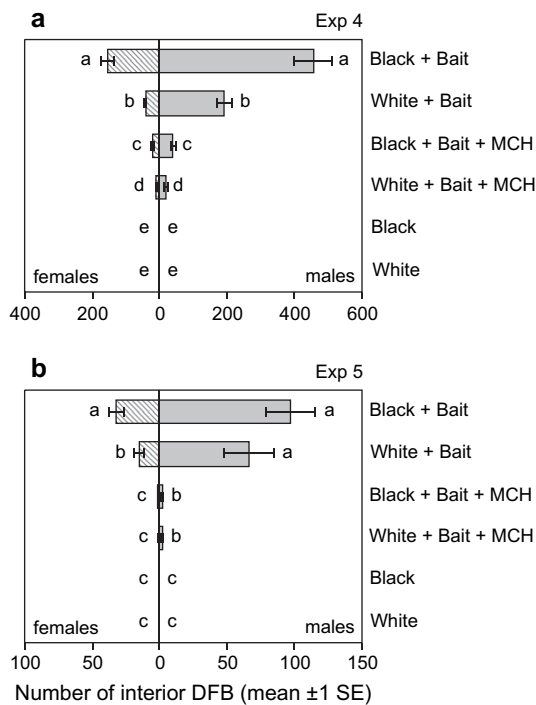 a Exp 4
a a Black + Bait
b b White + Bait
c c Black + Bait + MCH
d d White + Bait + MCH
e e Black
e e White
females males
400 200 0 200 400 600
b Exp 5
a a Black + Bait
b a White + Bait
c b Black + Bait + MCH
c b White + Bait + MCH
c c Black
c c White
females males
100 50 0 50 100 150
Number of interior DFB (mean ±1 SE)